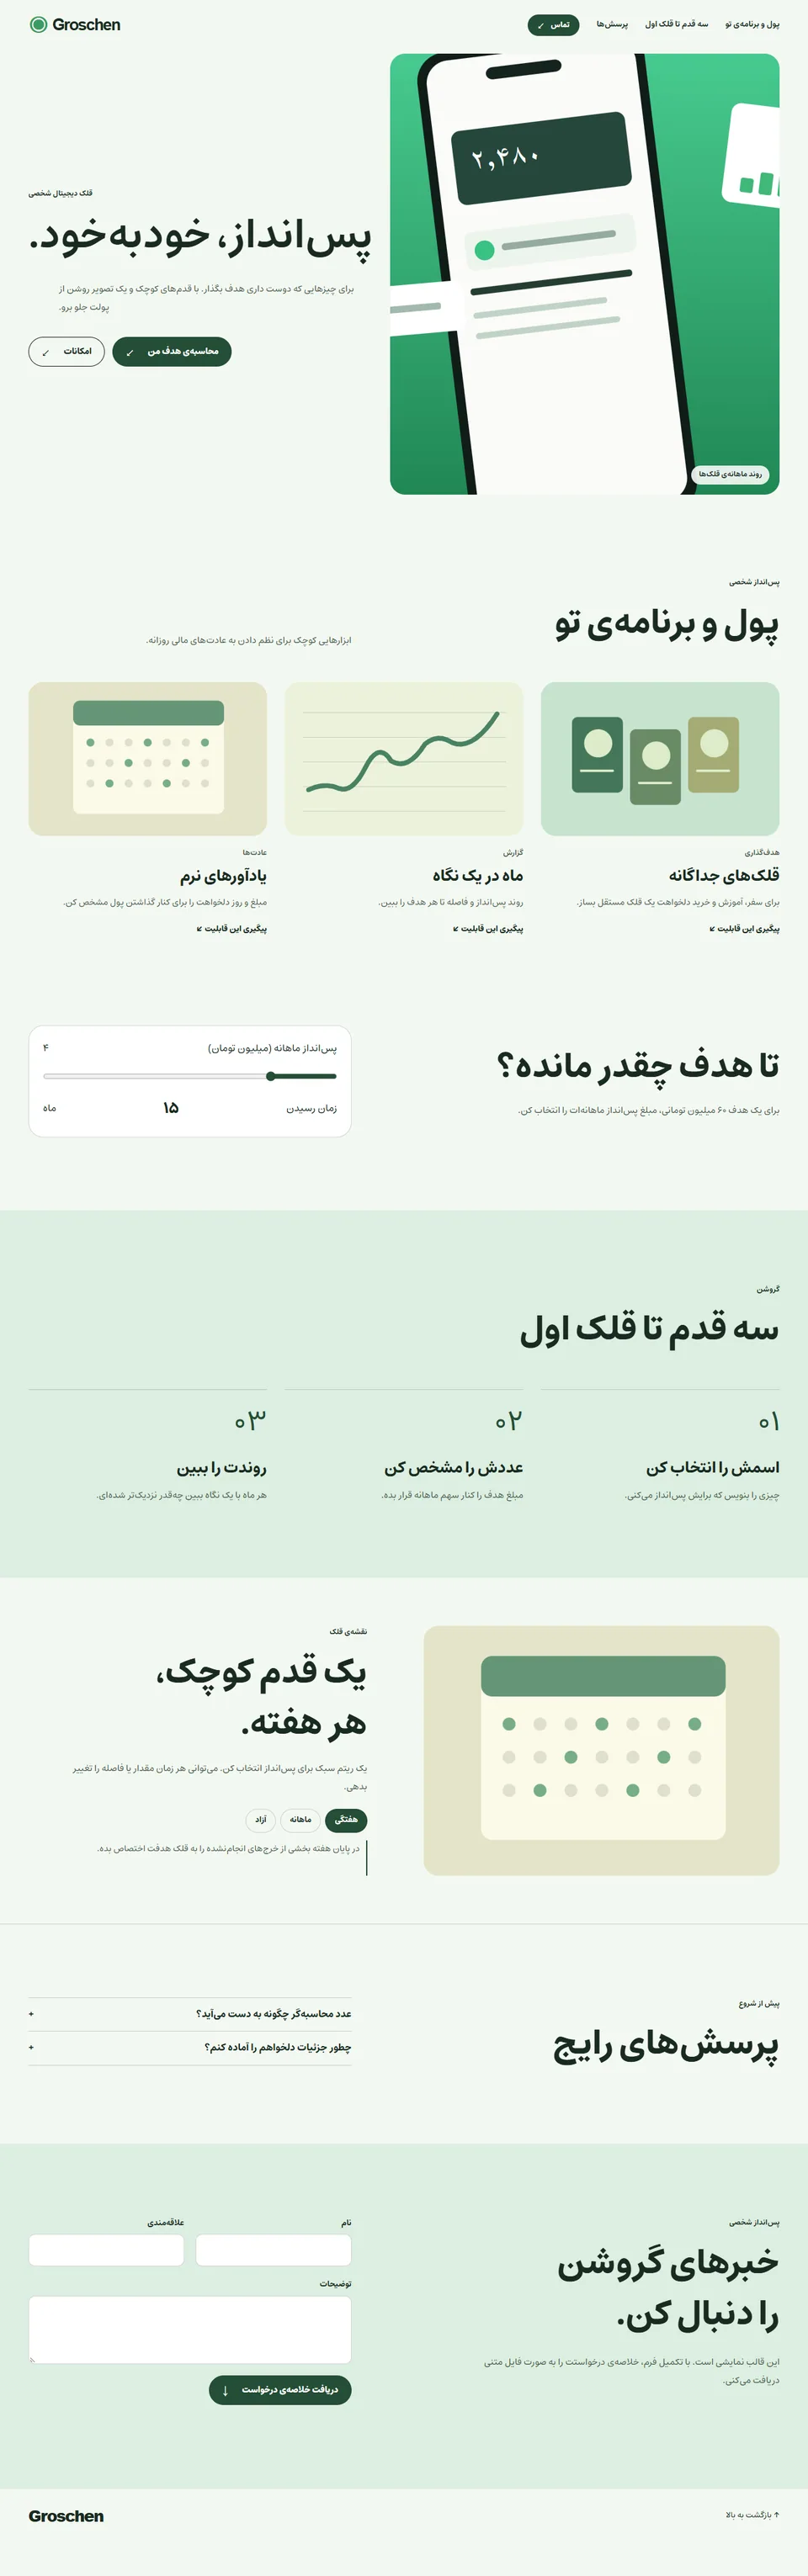 Groschen
پول و برنامه‌ی تو
سه قدم تا قلک اول
پرسش‌ها
تماس ↙
۲,۴۸۰
روند ماهانه‌ی قلک‌ها
قلک دیجیتال شخصی
پس‌انداز، خودبه‌خود.
برای چیزهایی که دوست داری هدف بگذار. با قدم‌های کوچک و یک تصویر روشن از
پولت جلو برو.
محاسبه‌ی هدف من ↙
امکانات ↙
پس‌انداز شخصی
پول و برنامه‌ی تو
ابزارهایی کوچک برای نظم دادن به عادت‌های مالی روزانه.
هدف‌گذاری
قلک‌های جداگانه
برای سفر، آموزش و خرید دلخواهت یک قلک مستقل بساز.
پیگیری این قابلیت ↙
گزارش
ماه در یک نگاه
روند پس‌انداز و فاصله تا هر هدف را ببین.
پیگیری این قابلیت ↙
عادت‌ها
یادآورهای نرم
مبلغ و روز دلخواهت را برای کنار گذاشتن پول مشخص کن.
پیگیری این قابلیت ↙
تا هدف چقدر مانده؟
برای یک هدف ۶۰ میلیون تومانی، مبلغ پس‌انداز ماهانه‌ات را انتخاب کن.
پس‌انداز ماهانه (میلیون تومان) ۴
زمان رسیدن ۱۵ ماه
گروشن
سه قدم تا قلک اول
۰۱
اسمش را انتخاب کن
چیزی را بنویس که برایش پس‌انداز می‌کنی.
۰۲
عددش را مشخص کن
مبلغ هدف را کنار سهم ماهانه قرار بده.
۰۳
روندت را ببین
هر ماه با یک نگاه ببین چه‌قدر نزدیک‌تر شده‌ای.
نقشه‌ی قلک
یک قدم کوچک،
هر هفته.
یک ریتم سبک برای پس‌انداز انتخاب کن. می‌توانی هر زمان مقدار یا فاصله را تغییر
بدهی.
هفتگی
ماهانه
آزاد
در پایان هفته بخشی از خرج‌های انجام‌نشده را به قلک هدفت اختصاص بده.
پیش از شروع
پرسش‌های رایج
عدد محاسبه‌گر چگونه به دست می‌آید؟ +
چطور جزئیات دلخواهم را آماده کنم؟ +
پس‌انداز شخصی
خبرهای گروشن
را دنبال کن.
این قالب نمایشی است. با تکمیل فرم، خلاصه‌ی درخواستت را به صورت فایل متنی
دریافت می‌کنی.
نام
علاقه‌مندی
توضیحات
دریافت خلاصه‌ی درخواست ↓
↑ بازگشت به بالا
Groschen